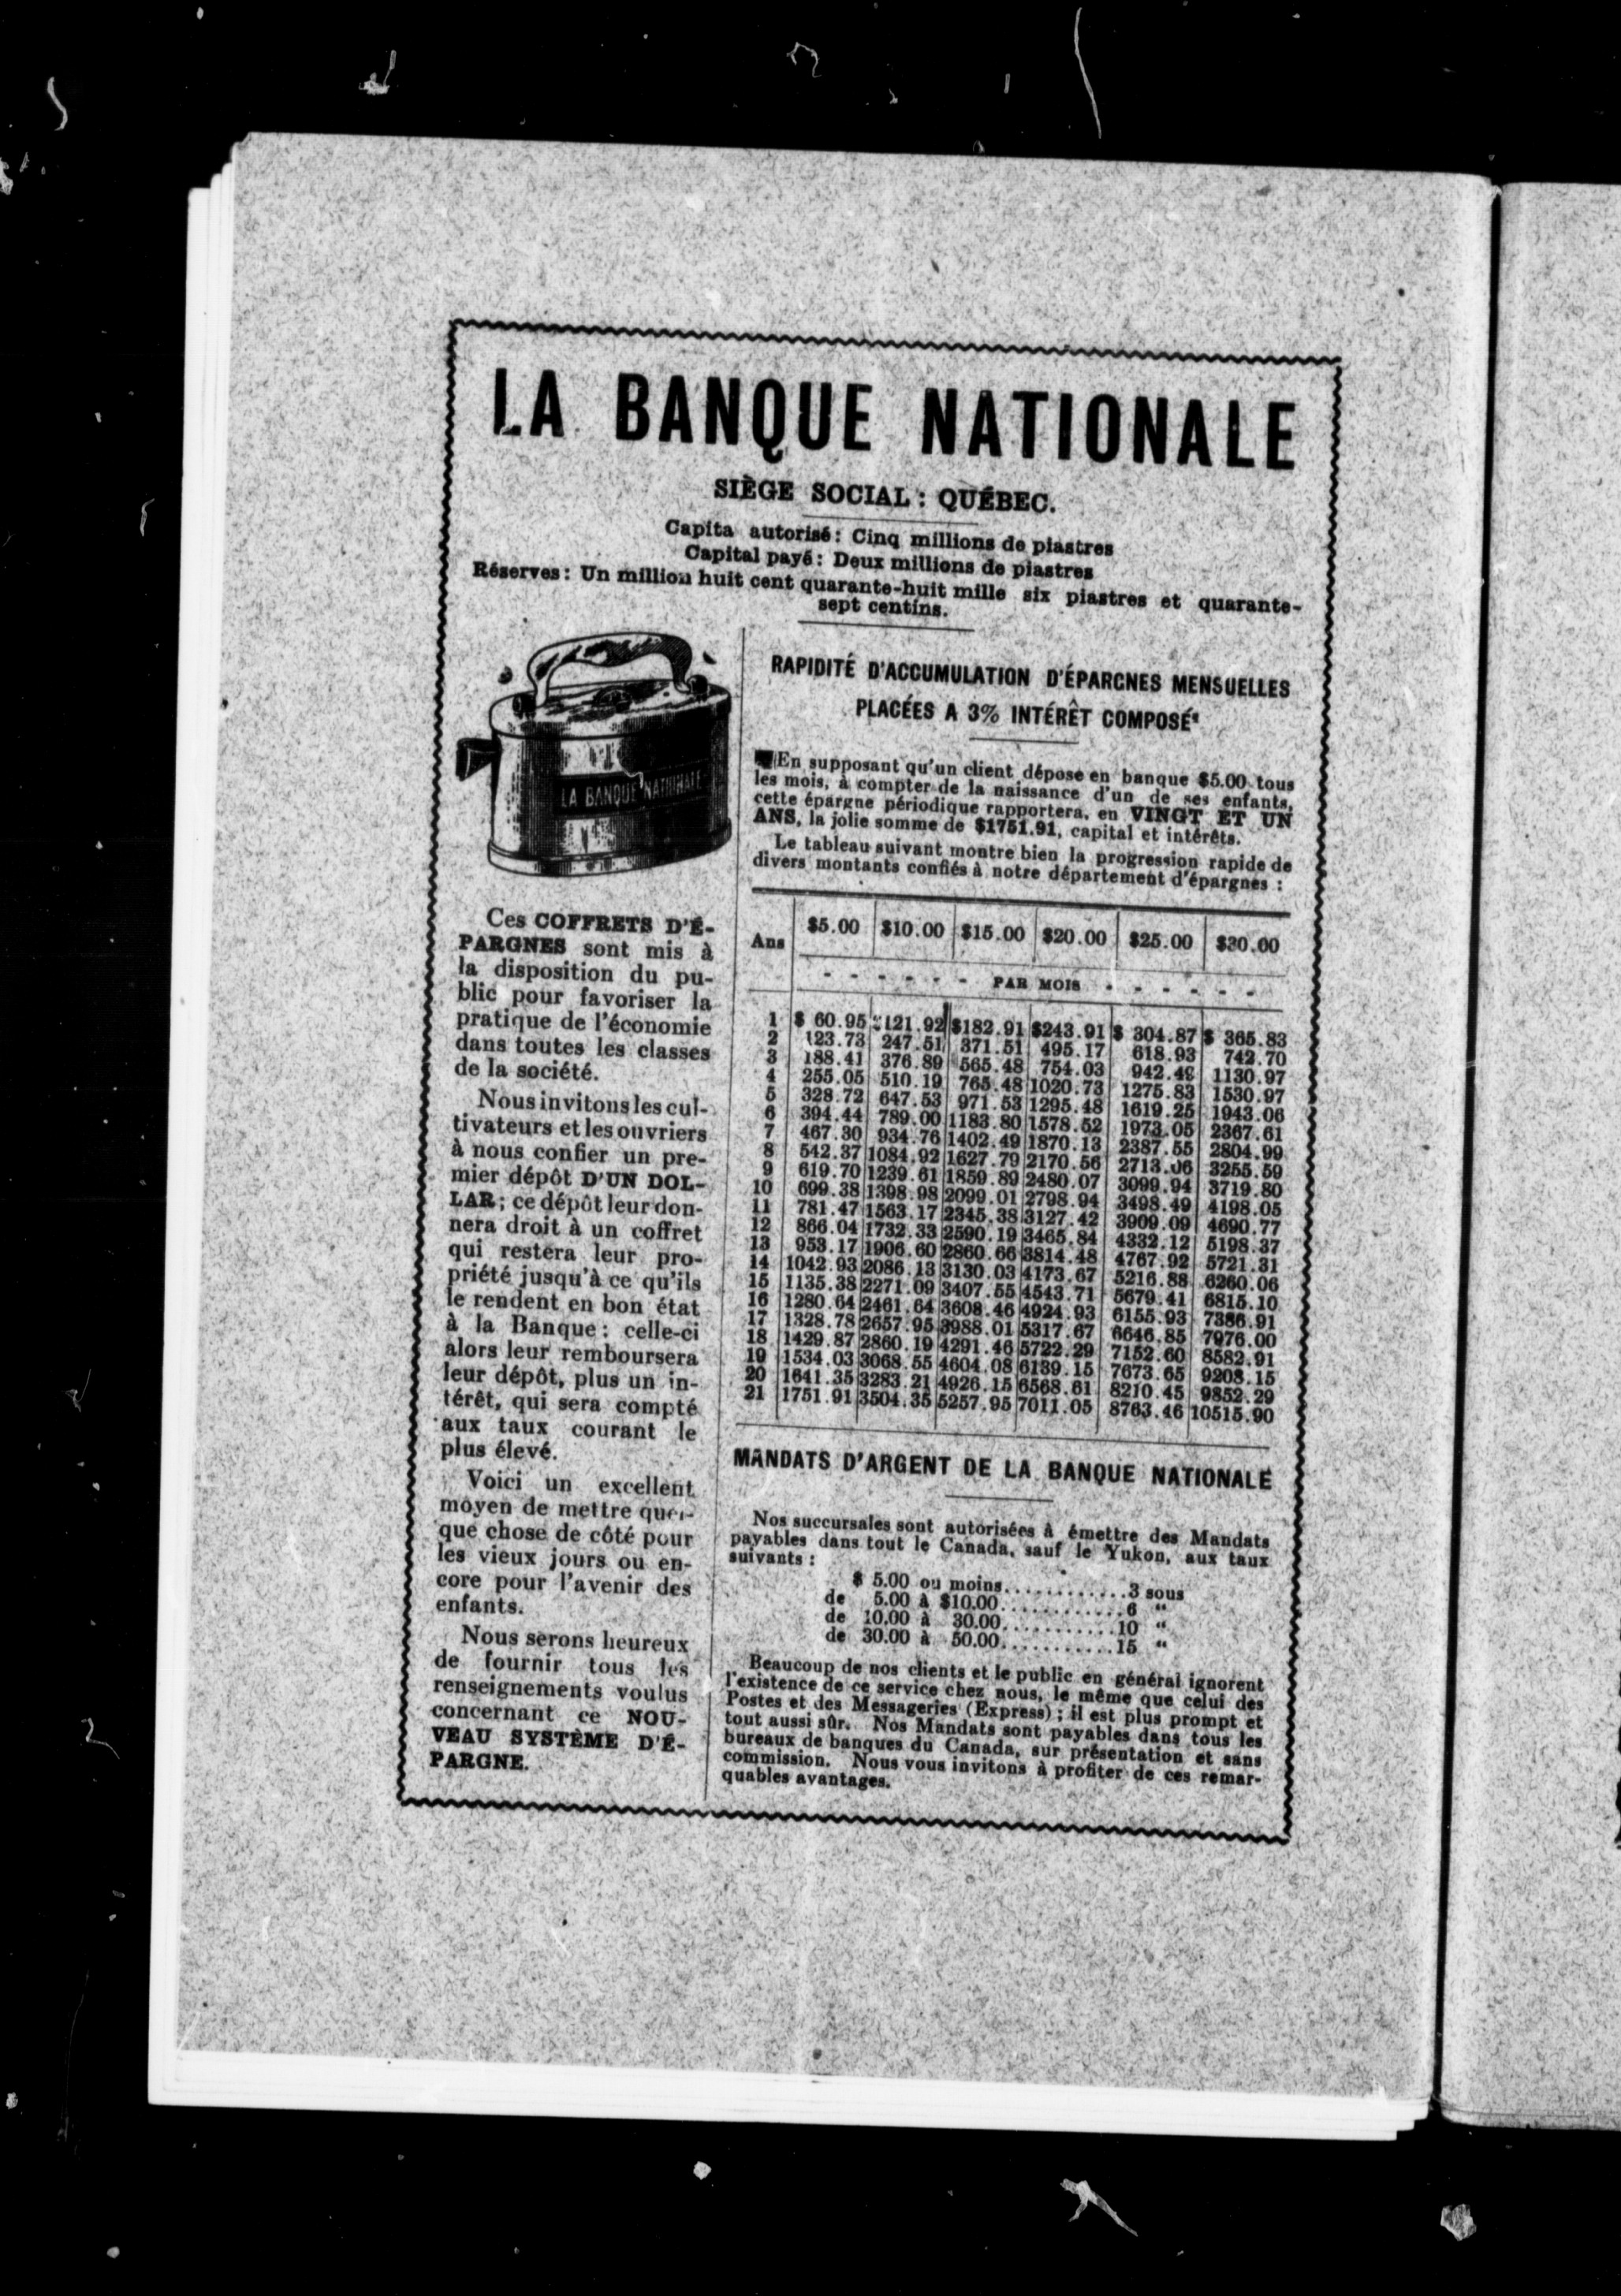 LA BANQUE NATIONALE
SIÈGE SOCIAL : QUÉBEC.
Capita autorisé : Cinq millions de piastres
Capital payé : Deux millions de piastres
Réserves : Un million huit cent quarante-huit mille six piastres et quarante-
sept centins.
LA BANQUE NATIONALE
Ces COFFRETS D'É-
PARGNES sont mis à
la disposition du pu-
blic pour favoriser la
pratique de l'économie
dans toutes les classes
de la société.
Nous invitons les cul-
tivateurs et les ouvriers
à nous confier un pre-
mier dépôt D'UN DOL-
LAR ; ce dépôt leur don-
nera droit à un coffret
qui restera leur pro-
priété jusqu'à ce qu'ils
le rendent en bon état
à la Banque : celle-ci
alors leur remboursera
leur dépôt, plus un in-
térêt, qui sera compté
aux taux courant le
plus élevé.
Voici un excellent
moyen de mettre quel-
que chose de côté pour
les vieux jours ou en-
core pour l'avenir des
enfants.
Nous serons heureux
de fournir tous les
renseignements voulus
concernant ce NOU-
VEAU SYSTÈME D'É-
PARGNE.
RAPIDITÉ D'ACCUMULATION D'ÉPARGNES MENSUELLES
PLACÉES A 3% INTÉRÊT COMPOSÉ
En supposant qu'un client dépose en banque $5.00 tous
les mois, à compter de la naissance d'un de ses enfants,
cette épargne périodique rapportera, en VINGT ET UN
ANS, la jolie somme de $1751.91, capital et intérêts.
Le tableau suivant montre bien la progression rapide de
divers montants confiés à notre département d'épargnes :
Ans $5.00 $10.00 $15.00 $20.00 $25.00 $30.00
- - - - - PAR MOIS - - - - - -
1 $ 60.95 121.92 $182.91 $243.91 $ 304.87 $ 365.83
2 123.73 247.51 371.51 495.17 618.93 742.70
3 188.41 376.89 565.48 754.03 942.49 1130.97
4 255.05 510.19 765.48 1020.73 1275.83 1530.97
5 328.72 647.53 971.53 1295.48 1619.25 1943.06
6 394.44 789.00 1183.80 1578.52 1973.05 2367.61
7 467.30 934.76 1402.49 1870.13 2387.55 2804.99
8 542.37 1084.92 1627.79 2170.56 2713.06 3255.59
9 619.70 1239.61 1859.89 2480.07 3099.94 3719.80
10 699.38 1398.98 2099.01 2798.94 3498.49 4198.05
11 781.47 1563.17 2345.38 3127.42 3909.09 4690.77
12 866.04 1732.33 2590.19 3465.84 4332.12 5198.37
13 953.17 1906.60 2860.66 3814.48 4767.92 5721.31
14 1042.93 2086.13 3130.03 4173.67 5216.88 6260.06
15 1135.38 2271.09 3407.55 4543.71 5679.41 6815.10
16 1280.64 2461.64 3608.46 4924.93 6155.93 7386.91
17 1328.78 2657.95 3988.01 5317.67 6646.85 7976.00
18 1429.87 2860.19 4291.46 5722.29 7152.60 8582.91
19 1534.03 3068.55 4604.08 6139.15 7673.65 9208.15
20 1641.35 3283.21 4926.15 6568.61 8210.45 9852.29
21 1751.91 3504.35 5257.95 7011.05 8763.46 10515.90
MANDATS D'ARGENT DE LA BANQUE NATIONALE
Nos succursales sont autorisées à émettre des Mandats
payables dans tout le Canada, sauf le Yukon, aux taux
suivants :
$ 5.00 ou moins............3 sous
de 5.00 à $10.00............6 "
de 10.00 à 30.00...........10 "
de 30.00 à 50.00...........15 "
Beaucoup de nos clients et le public en général ignorent
l'existence de ce service chez nous, le même que celui des
Postes et des Messageries (Express) ; il est plus prompt et
tout aussi sûr. Nos Mandats sont payables dans tous les
bureaux de banques du Canada, sur présentation et sans
commission. Nous vous invitons à profiter de ces remar-
quables avantages.